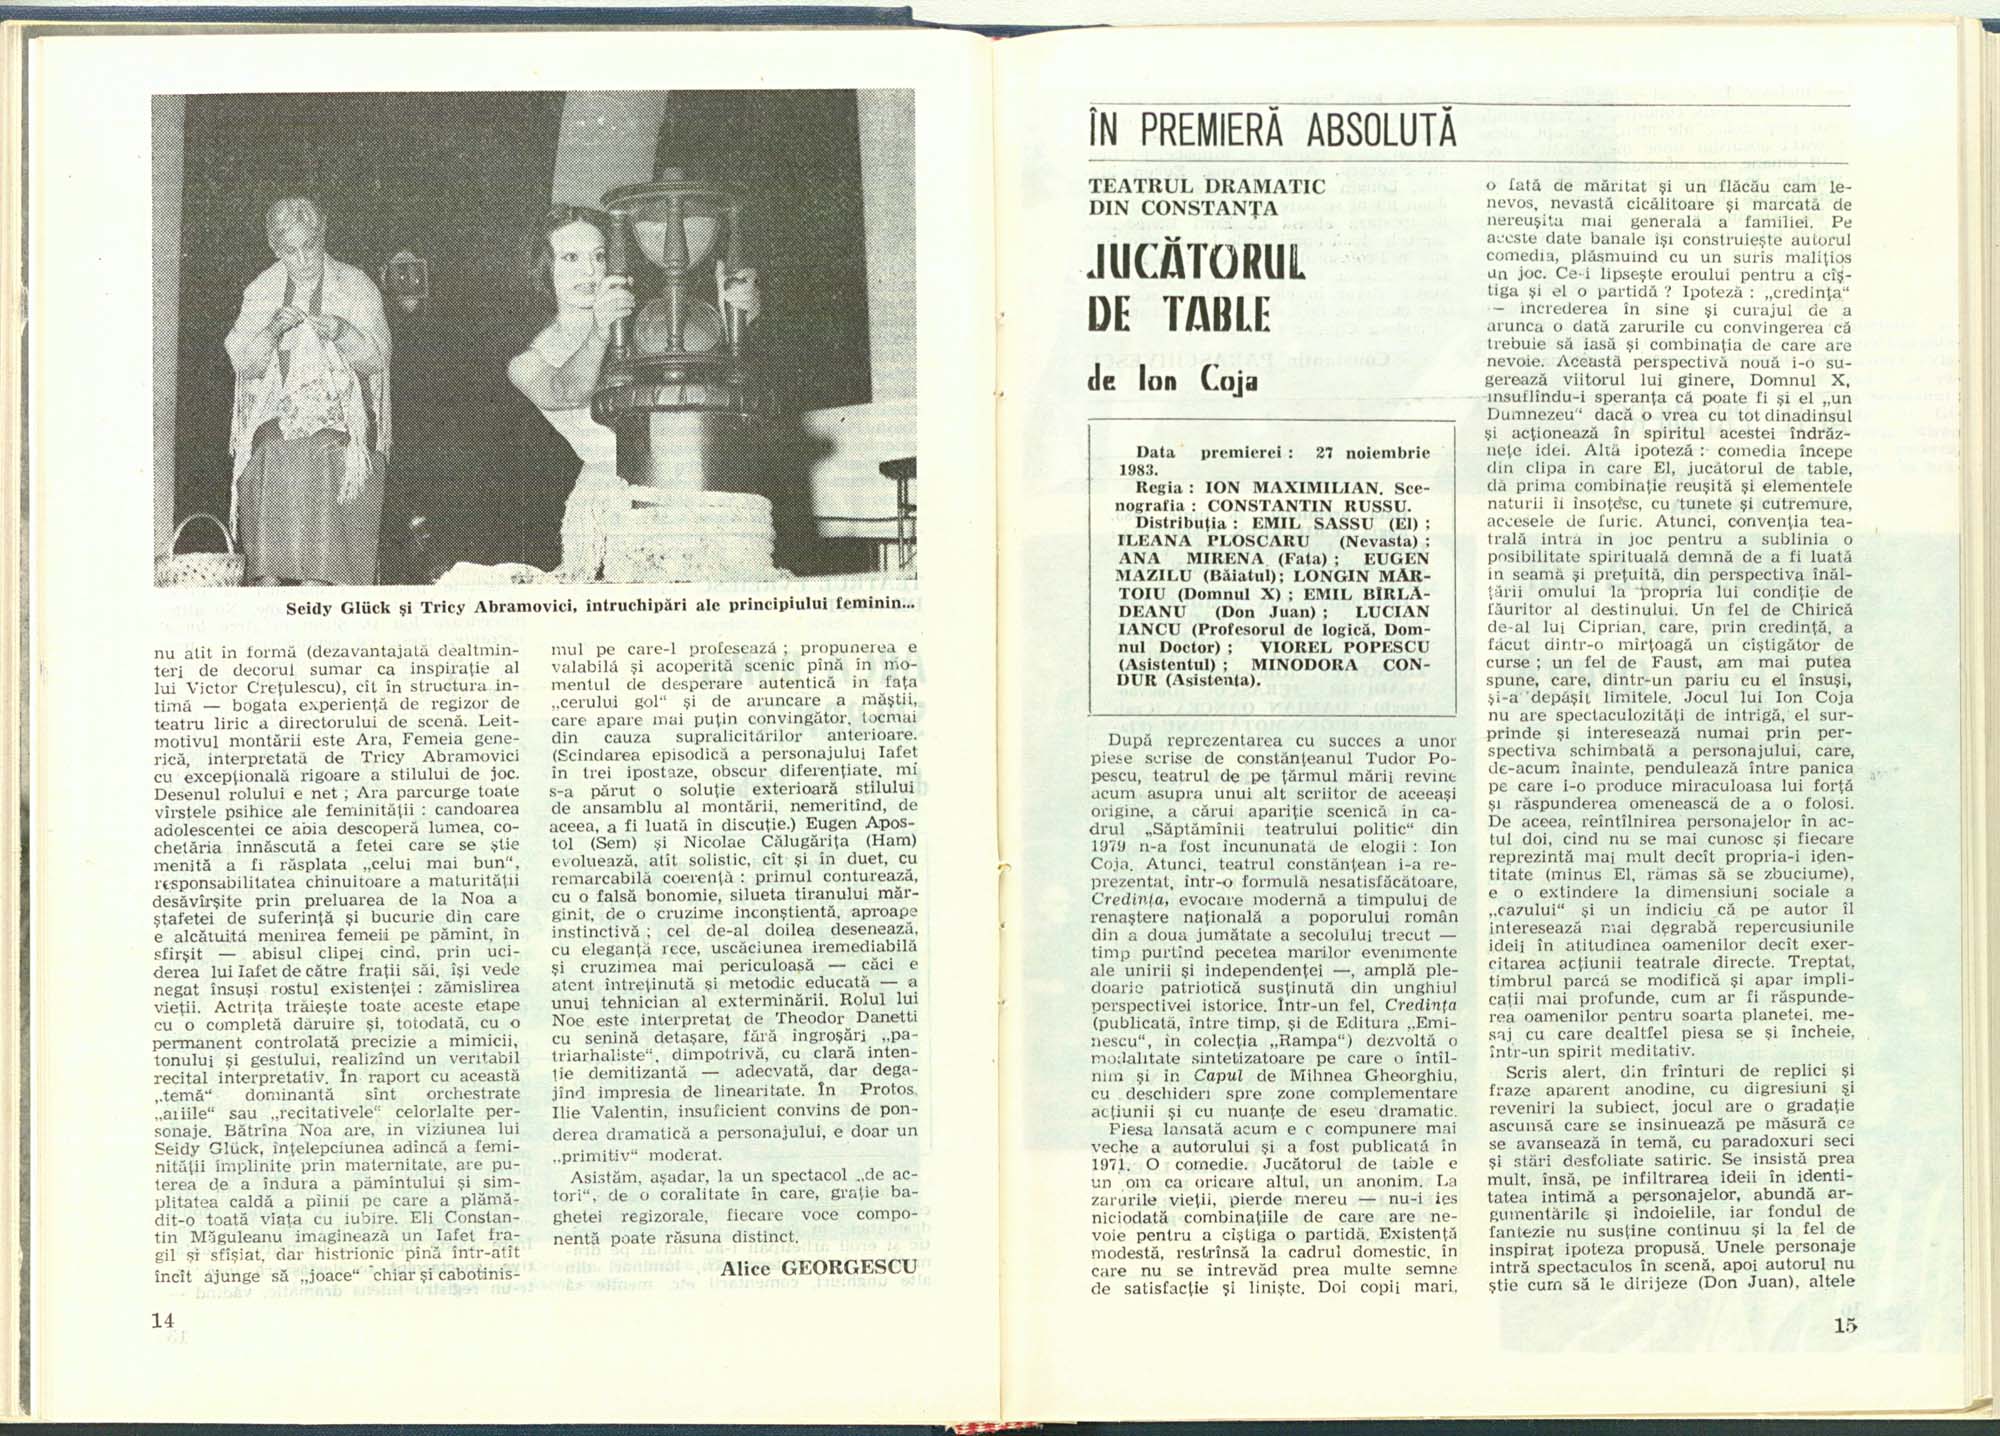 Seidy Glück și Tricy Abramovici, întruchipări ale principiului feminin...
nu atît în formă (dezavantajată dealtmin-
teri de decorul sumar ca inspirație al
lui Victor Crețulescu), cît în structura in-
timă — bogata experiență de regizor de
teatru liric a directorului de scenă. Leit-
motivul montării este Ara, Femeia gene-
rică, interpretată de Tricy Abramovici
cu excepțională rigoare a stilului de joc.
Desenul rolului e net ; Ara parcurge toate
vîrstele psihice ale feminității : candoarea
adolescentei ce abia descoperă lumea, co-
chetăria înnăscută a fetei care se știe
menită a fi răsplata „celui mai bun“,
responsabilitatea chinuitoare a maturității
desăvîrșite prin preluarea de la Noa a
ștafetei de suferință și bucurie din care
e alcătuită menirea femeii pe pămînt, în
sfîrșit — abisul clipei cînd, prin uci-
derea lui Iafet de către frații săi, își vede
negat însuși rostul existenței : zămislirea
vieții. Actrița trăiește toate aceste etape
cu o completă dăruire și, totodată, cu o
permanent controlată precizie a mimicii,
tonului și gestului, realizînd un veritabil
recital interpretativ. În raport cu această
„temă“ dominantă sînt orchestrate
„ariile“ sau „recitativele“ celorlalte per-
sonaje. Bătrîna Noa are, în viziunea lui
Seidy Glück, înțelepciunea adîncă a femi-
nității împlinite prin maternitate, are pu-
terea de a îndura a pămîntului și sim-
plitatea caldă a pîinii pe care a plămă-
dit-o toată viața cu iubire. Eli Constan-
tin Măguleanu imaginează un Iafet fra-
gil și sfîșiat, dar histrionic pînă într-atît
încît ajunge să „joace“ chiar și cabotinis-
14
mul pe care-l profesează ; propunerea e
valabilă și acoperită scenic pînă în mo-
mentul de desperare autentică în fața
„cerului gol“ și de aruncare a măștii,
care apare mai puțin convingător, tocmai
din cauza supralicitărilor anterioare.
(Scindarea episodică a personajului Iafet
în trei ipostaze, obscur diferențiate, mi
s-a părut o soluție exterioară stilului
de ansamblu al montării, nemeritînd, de
aceea, a fi luată în discuție.) Eugen Apos-
tol (Sem) și Nicolae Călugărița (Ham)
evoluează, atît solistic, cît și în duet, cu
remarcabilă coerență : primul conturează,
cu o falsă bonomie, silueta tiranului măr-
ginit, de o cruzime inconștientă, aproape
instinctivă ; cel de-al doilea desenează,
cu eleganță rece, uscăciunea iremediabilă
și cruzimea mai periculoasă — căci e
atent întreținută și metodic educată — a
unui tehnician al exterminării. Rolul lui
Noe este interpretat de Theodor Danetti
cu senină detașare, fără îngroșări „pa-
triarhaliste“, dimpotrivă, cu clară inten-
ție demitizantă — adecvată, dar dega-
jînd impresia de linearitate. În Protos,
Ilie Valentin, insuficient convins de pon-
derea dramatică a personajului, e doar un
„primitiv“ moderat.
Asistăm, așadar, la un spectacol „de ac-
tori“, de o coralitate în care, grație ba-
ghetei regizorale, fiecare voce compo-
nentă poate răsuna distinct.
Alice GEORGESCU
ÎN PREMIERĂ ABSOLUTĂ
TEATRUL DRAMATIC
DIN CONSTANȚA
JUCĂTORUL
DE TABLE
de Ion Coja
Data premierei : 27 noiembrie
1983.
Regia : ION MAXIMILIAN. Sce-
nografia : CONSTANTIN RUSSU.
Distribuția : EMIL SASSU (El) ;
ILEANA PLOSCARU (Nevasta) ;
ANA MIRENA (Fata) ; EUGEN
MAZILU (Băiatul); LONGIN MĂR-
TOIU (Domnul X) ; EMIL BÎRLĂ-
DEANU (Don Juan) ; LUCIAN
IANCU (Profesorul de logică, Dom-
nul Doctor) ; VIOREL POPESCU
(Asistentul) ; MINODORA CON-
DUR (Asistenta).
După reprezentarea cu succes a unor
piese scrise de constănțeanul Tudor Po-
pescu, teatrul de pe țărmul mării revine
acum asupra unui alt scriitor de aceeași
origine, a cărui apariție scenică în ca-
drul „Săptămînii teatrului politic“ din
1979 n-a fost încununată de elogii : Ion
Coja. Atunci, teatrul constănțean i-a re-
prezentat, într-o formulă nesatisfăcătoare,
Credința, evocare modernă a timpului de
renaștere națională a poporului român
din a doua jumătate a secolului trecut —
timp purtînd pecetea marilor evenimente
ale unirii și independenței —, amplă ple-
doarie patriotică susținută din unghiul
perspectivei istorice. Într-un fel, Credința
(publicată, între timp, și de Editura „Emi-
nescu“, în colecția „Rampa“) dezvoltă o
modalitate sintetizatoare pe care o întîl-
nim și în Capul de Mihnea Gheorghiu,
cu deschideri spre zone complementare
acțiunii și cu nuanțe de eseu dramatic.
Piesa lansată acum e o compunere mai
veche a autorului și a fost publicată în
1971. O comedie. Jucătorul de table e
un om ca oricare altul, un anonim. La
zarurile vieții, pierde mereu — nu-i ies
niciodată combinațiile de care are ne-
voie pentru a cîștiga o partidă. Existență
modestă, restrînsă la cadrul domestic, în
care nu se întrevăd prea multe semne
de satisfacție și liniște. Doi copii mari,
o fată de măritat și un flăcău cam le-
nevos, nevastă cicălitoare și marcată de
nereușita mai generală a familiei. Pe
aceste date banale își construiește autorul
comedia, plăsmuind cu un surîs malițios
un joc. Ce-i lipsește eroului pentru a cîș-
tiga și el o partidă ? Ipoteză : „credința“
— încrederea în sine și curajul de a
arunca o dată zarurile cu convingerea că
trebuie să iasă și combinația de care are
nevoie. Această perspectivă nouă i-o su-
gerează viitorul lui ginere, Domnul X,
insuflîndu-i speranța că poate fi și el „un
Dumnezeu“ dacă o vrea cu tot dinadinsul
și acționează în spiritul acestei îndrăz-
nețe idei. Altă ipoteză : comedia începe
din clipa în care El, jucătorul de table,
dă prima combinație reușită și elementele
naturii îi însoțesc, cu tunete și cutremure,
accesele de furie. Atunci, convenția tea-
trală intră în joc pentru a sublinia o
posibilitate spirituală demnă de a fi luată
în seamă și prețuită, din perspectiva înăl-
țării omului la propria lui condiție de
făuritor al destinului. Un fel de Chirică
de-al lui Ciprian, care, prin credință, a
făcut dintr-o mîrțoagă un cîștigător de
curse ; un fel de Faust, am mai putea
spune, care, dintr-un pariu cu el însuși,
și-a depășit limitele. Jocul lui Ion Coja
nu are spectaculozități de intrigă, el sur-
prinde și interesează numai prin per-
spectiva schimbată a personajului, care,
de-acum înainte, pendulează între panica
pe care i-o produce miraculoasa lui forță
și răspunderea omenească de a o folosi.
De aceea, reîntîlnirea personajelor în ac-
tul doi, cînd nu se mai cunosc și fiecare
reprezintă mai mult decît propria-i iden-
titate (minus El, rămas să se zbuciume),
e o extindere la dimensiuni sociale a
„cazului“ și un indiciu că pe autor îl
interesează mai degrabă repercusiunile
ideii în atitudinea oamenilor decît exer-
citarea acțiunii teatrale directe. Treptat,
timbrul parcă se modifică și apar impli-
cații mai profunde, cum ar fi răspunde-
rea oamenilor pentru soarta planetei, me-
saj cu care dealtfel piesa se și încheie,
într-un spirit meditativ.
Scris alert, din frînturi de replici și
fraze aparent anodine, cu digresiuni și
reveniri la subiect, jocul are o gradație
ascunsă care se insinuează pe măsură ce
se avansează în temă, cu paradoxuri seci
și stări desfoliate satiric. Se insistă prea
mult, însă, pe infiltrarea ideii în identi-
tatea intimă a personajelor, abundă ar-
gumentările și îndoielile, iar fondul de
fantezie nu susține continuu și la fel de
inspirat ipoteza propusă. Unele personaje
intră spectaculos în scenă, apoi autorul nu
știe cum să le dirijeze (Don Juan), altele
15